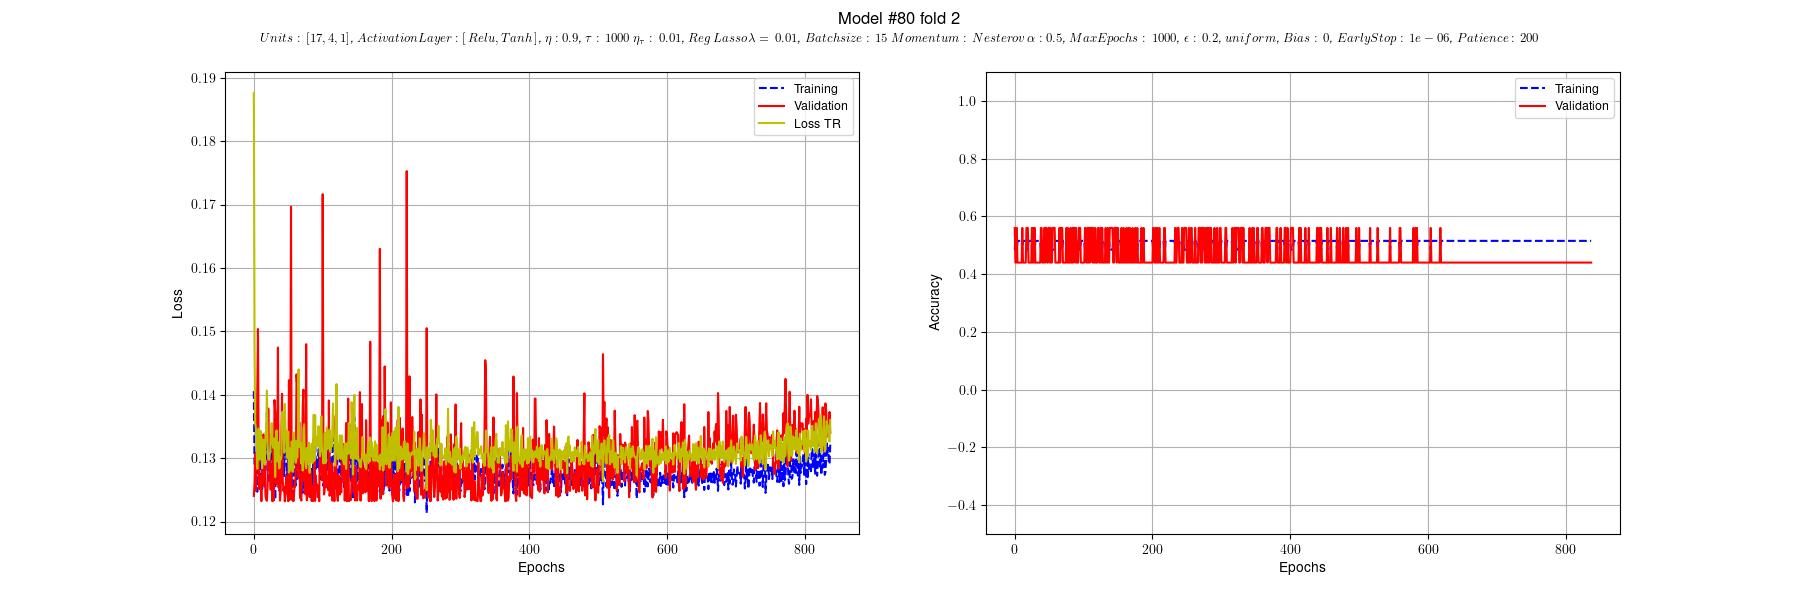 Model #80 fold 2
Units : [17, 4, 1], ActivationLayer : [ Relu, Tanh ], η : 0.9, τ : 1000 ητ : 0.01, Reg Lassoλ = 0.01, Batchsize : 15 Momentum : Nesterov α : 0.5, MaxEpochs : 1000, ϵ : 0.2, uniform, Bias : 0, EarlyStop : 1e − 06, Patience : 200
Training
Validation
Loss TR
0.19
0.18
0.17
0.16
0.15
0.14
0.13
0.12
Loss
0
200
400
600
800
Epochs
Training
Validation
1.0
0.8
0.6
0.4
0.2
0.0
−0.2
−0.4
Accuracy
0
200
400
600
800
Epochs